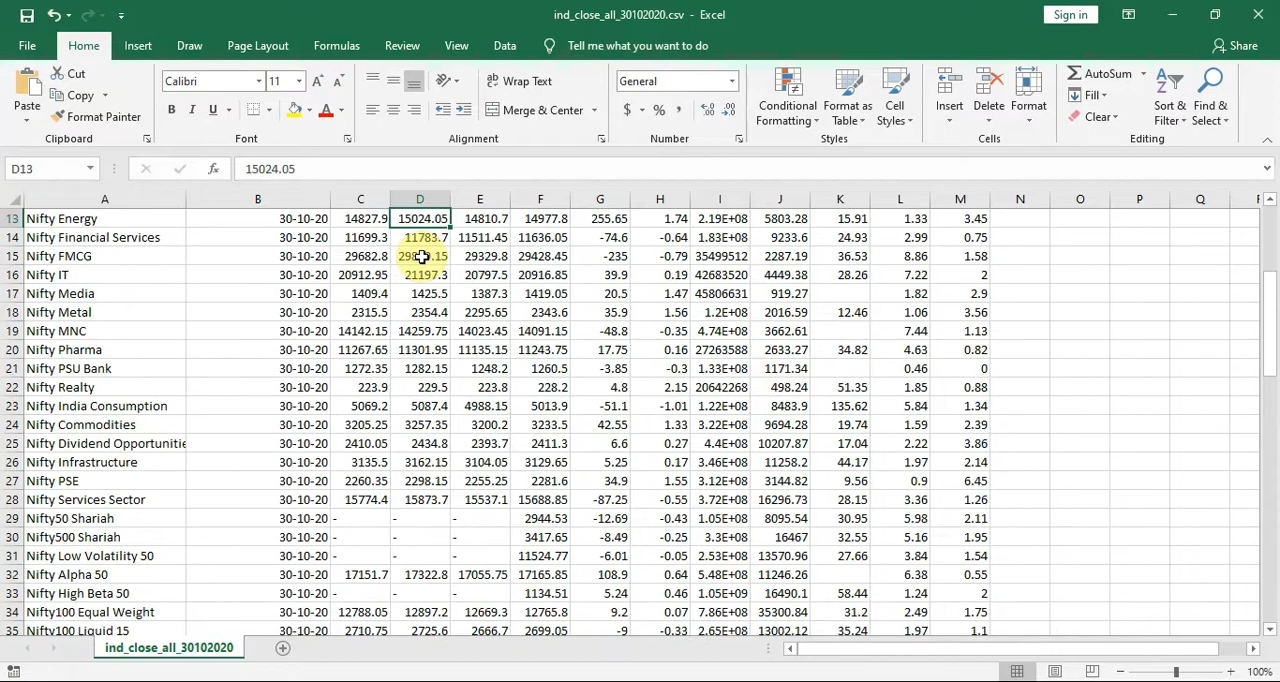 ind_close_all_30102020.csv - Excel
Sign in
File Home Insert Draw Page Layout Formulas Review View Data Tell me what you want to do Share
Paste Cut Copy Format Painter Clipboard
Calibri 11 B I U Font
Wrap Text Merge & Center Alignment
General $ % , Number
Conditional Formatting Format as Table Cell Styles Styles
Insert Delete Format Cells
AutoSum Fill Clear Sort & Filter Find & Select Editing
D13 fx 15024.05
A B C D E F G H I J K L M N O P Q
13 Nifty Energy 30-10-20 14827.9 15024.05 14810.7 14977.8 255.65 1.74 2.19E+08 5803.28 15.91 1.33 3.45
14 Nifty Financial Services 30-10-20 11699.3 11783.7 11511.45 11636.05 -74.6 -0.64 1.83E+08 9233.6 24.93 2.99 0.75
15 Nifty FMCG 30-10-20 29682.8 29329.8 29428.45 -235 -0.79 35499512 2287.19 36.53 8.86 1.58
16 Nifty IT 30-10-20 20912.95 21197.3 20797.5 20916.85 39.9 0.19 42683520 4449.38 28.26 7.22 2
17 Nifty Media 30-10-20 1409.4 1425.5 1387.3 1419.05 20.5 1.47 45806631 919.27 1.82 2.9
18 Nifty Metal 30-10-20 2315.5 2354.4 2295.65 2343.6 35.9 1.56 1.2E+08 2016.59 12.46 1.06 3.56
19 Nifty MNC 30-10-20 14142.15 14259.75 14023.45 14091.15 -48.8 -0.35 4.74E+08 3662.61 7.44 1.13
20 Nifty Pharma 30-10-20 11267.65 11301.95 11135.15 11243.75 17.75 0.16 27263588 2633.27 34.82 4.63 0.82
21 Nifty PSU Bank 30-10-20 1272.35 1282.15 1248.2 1260.5 -3.85 -0.3 1.33E+08 1171.34 0.46 0
22 Nifty Realty 30-10-20 223.9 229.5 223.8 228.2 4.8 2.15 20642268 498.24 51.35 1.85 0.88
23 Nifty India Consumption 30-10-20 5069.2 5087.4 4988.15 5013.9 -51.1 -1.01 1.22E+08 8483.9 135.62 5.84 1.34
24 Nifty Commodities 30-10-20 3205.25 3257.35 3200.2 3233.5 42.55 1.33 3.22E+08 9694.28 19.74 1.59 2.39
25 Nifty Dividend Opportunitie 30-10-20 2410.05 2434.8 2393.7 2411.3 6.6 0.27 4.4E+08 10207.87 17.04 2.22 3.86
26 Nifty Infrastructure 30-10-20 3135.5 3162.15 3104.05 3129.65 5.25 0.17 3.46E+08 11258.2 44.17 1.97 2.14
27 Nifty PSE 30-10-20 2260.35 2298.15 2255.25 2281.6 34.9 1.55 3.12E+08 3144.82 9.56 0.9 6.45
28 Nifty Services Sector 30-10-20 15774.4 15873.7 15537.1 15688.85 -87.25 -0.55 3.72E+08 16296.73 28.15 3.36 1.26
29 Nifty50 Shariah 30-10-20 - - - 2944.53 -12.69 -0.43 1.05E+08 8095.54 30.95 5.98 2.11
30 Nifty500 Shariah 30-10-20 - - - 3417.65 -8.49 -0.25 3.3E+08 16467 32.55 5.16 1.95
31 Nifty Low Volatility 50 30-10-20 - - - 11524.77 -6.01 -0.05 2.53E+08 13570.96 27.66 3.84 1.54
32 Nifty Alpha 50 30-10-20 17151.7 17322.8 17055.75 17165.85 108.9 0.64 5.48E+08 11246.26 6.38 0.55
33 Nifty High Beta 50 30-10-20 - - - 1134.51 5.24 0.46 1.05E+09 16490.1 58.44 1.24 2
34 Nifty100 Equal Weight 30-10-20 12788.05 12897.2 12669.3 12765.8 9.2 0.07 7.86E+08 35300.84 31.2 2.49 1.75
35 Nifty100 Liquid 15 30-10-20 2710.75 2725.6 2666.7 2699.05 -9 -0.33 2.65E+08 13002.12 35.24 1.97 1.1
ind_close_all_30102020
100%